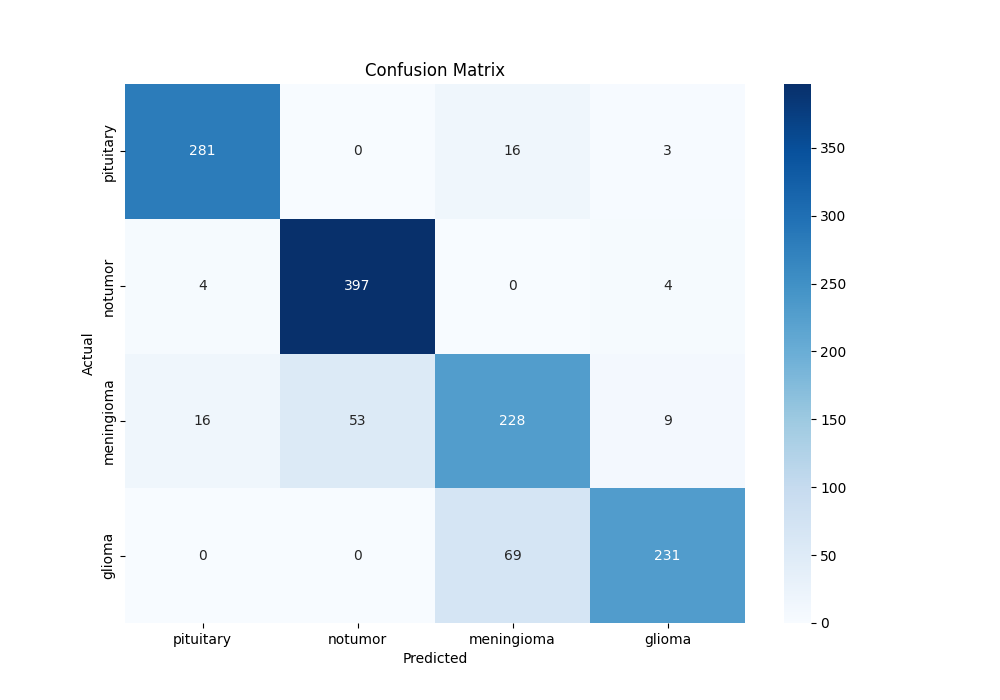 Confusion Matrix
pituitary 281 0 16 3
notumor 4 397 0 4
meningioma 16 53 228 9
glioma 0 0 69 231
Actual
pituitary notumor meningioma glioma
Predicted
350
300
250
200
150
100
50
0